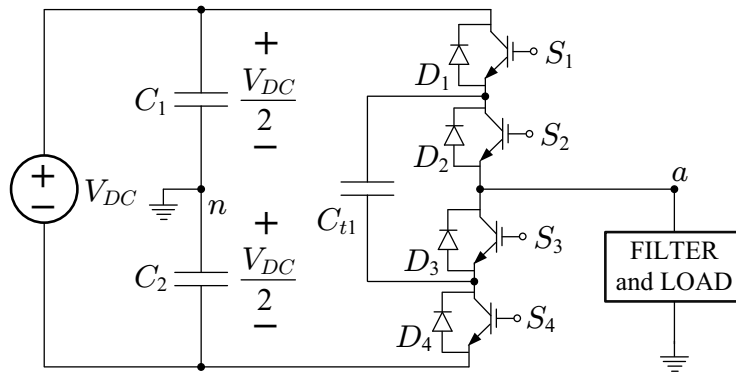 +
V_DC
2
−
C_1
S_1
D_1
S_2
D_2
a
+
−
V_DC
n
C_t1
+
V_DC
2
−
C_2
S_3
D_3
FILTER
and LOAD
S_4
D_4